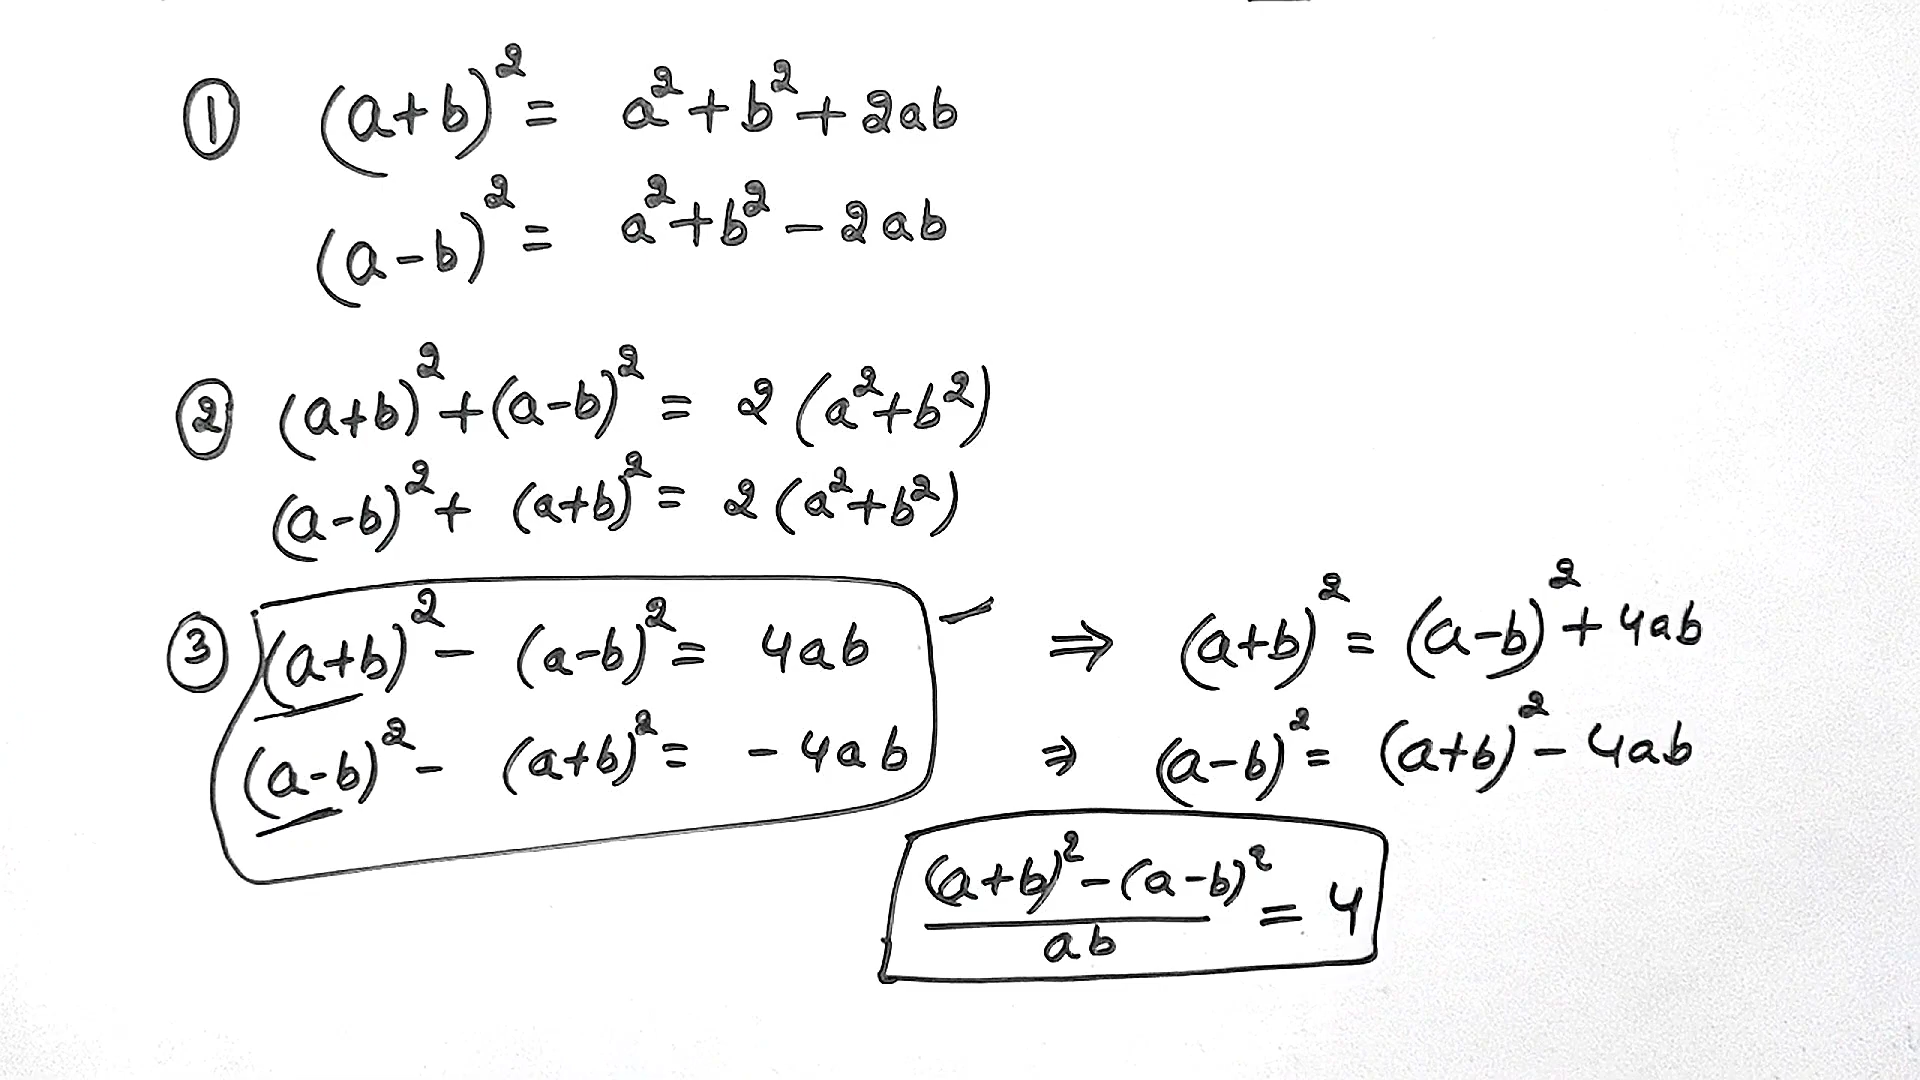 ① (a+b)² = a²+b²+2ab
(a-b)² = a²+b²-2ab
② (a+b)²+(a-b)² = 2(a²+b²)
(a-b)²+ (a+b)² = 2(a²+b²)
③ (a+b)² - (a-b)² = 4ab ⇒ (a+b)² = (a-b)²+4ab
(a-b)² - (a+b)² = -4ab ⇒ (a-b)² = (a+b)²-4ab
(a+b)²-(a-b)²/ab = 4